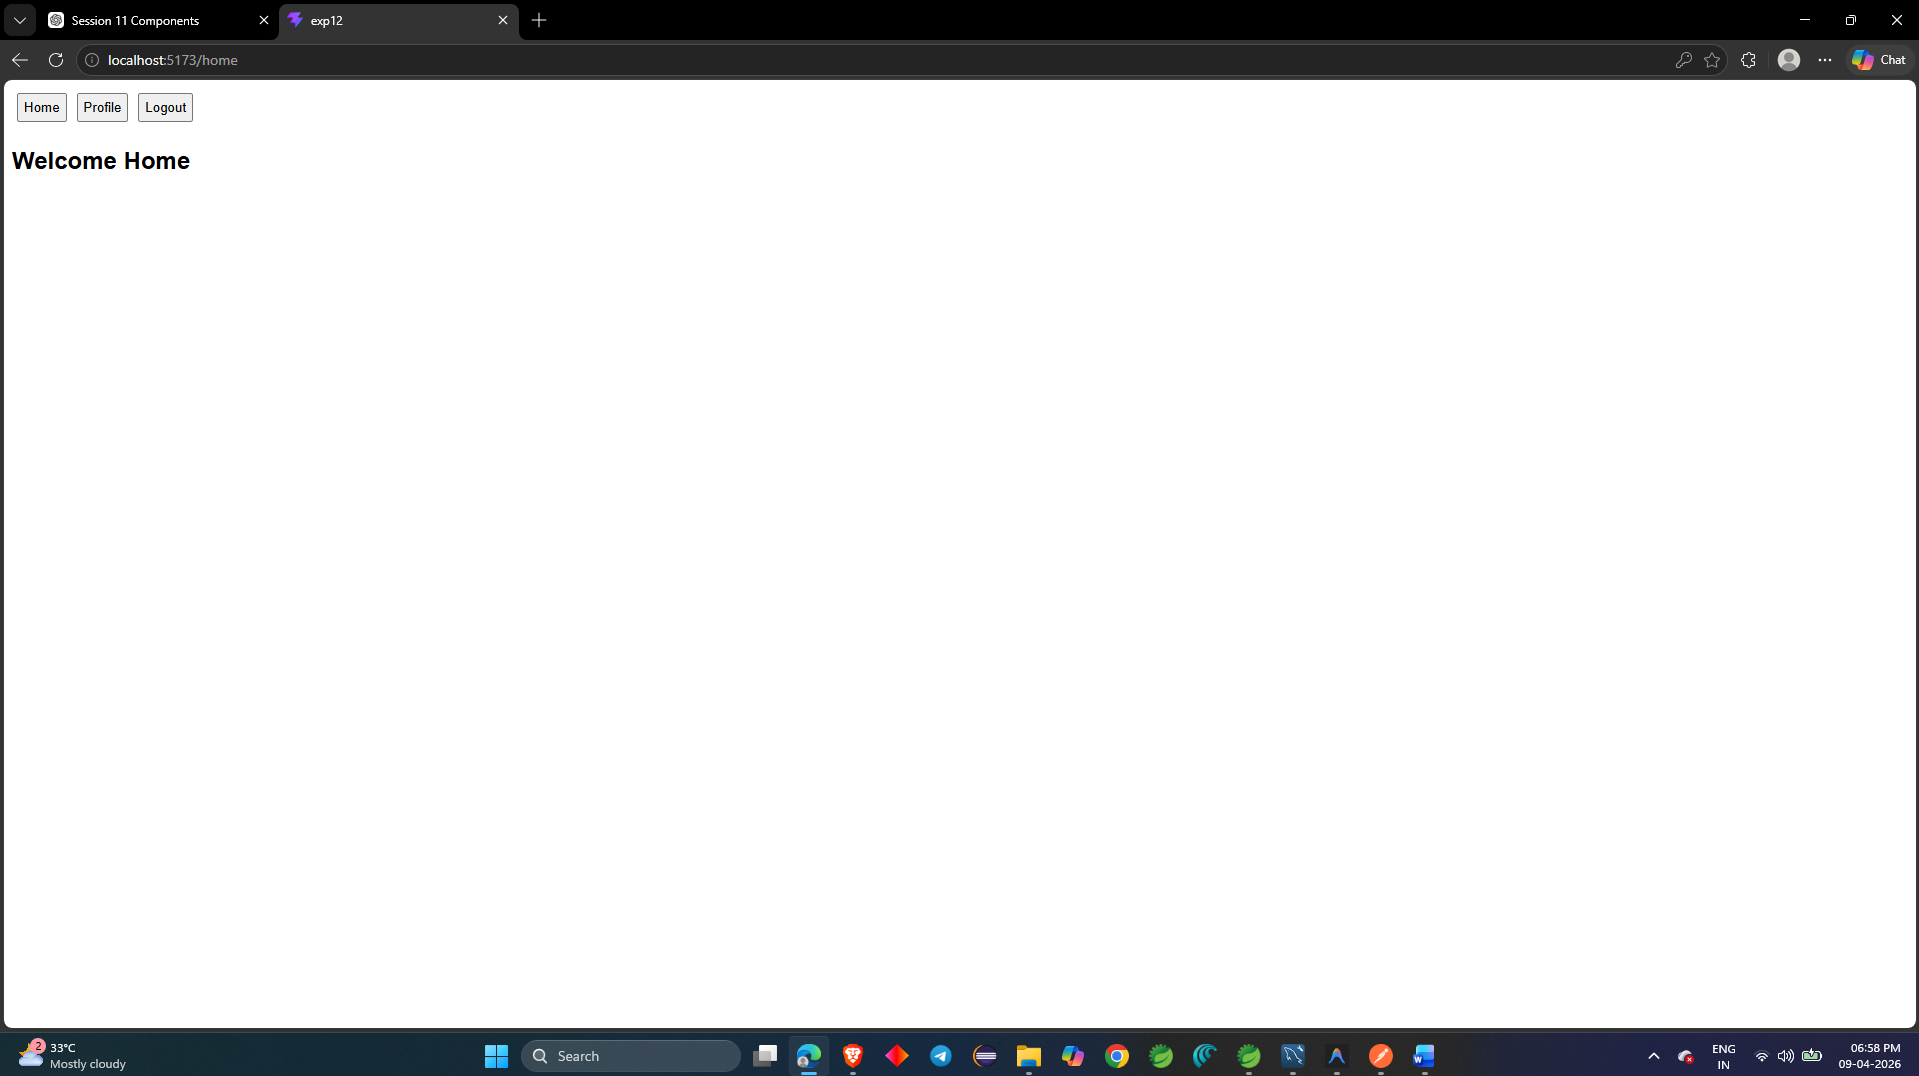 Session 11 Components
exp12
localhost:5173/home
Chat
Home Profile Logout
Welcome Home
2
33°C
Mostly cloudy
Search
W
ENG
IN
06:58 PM
09-04-2026